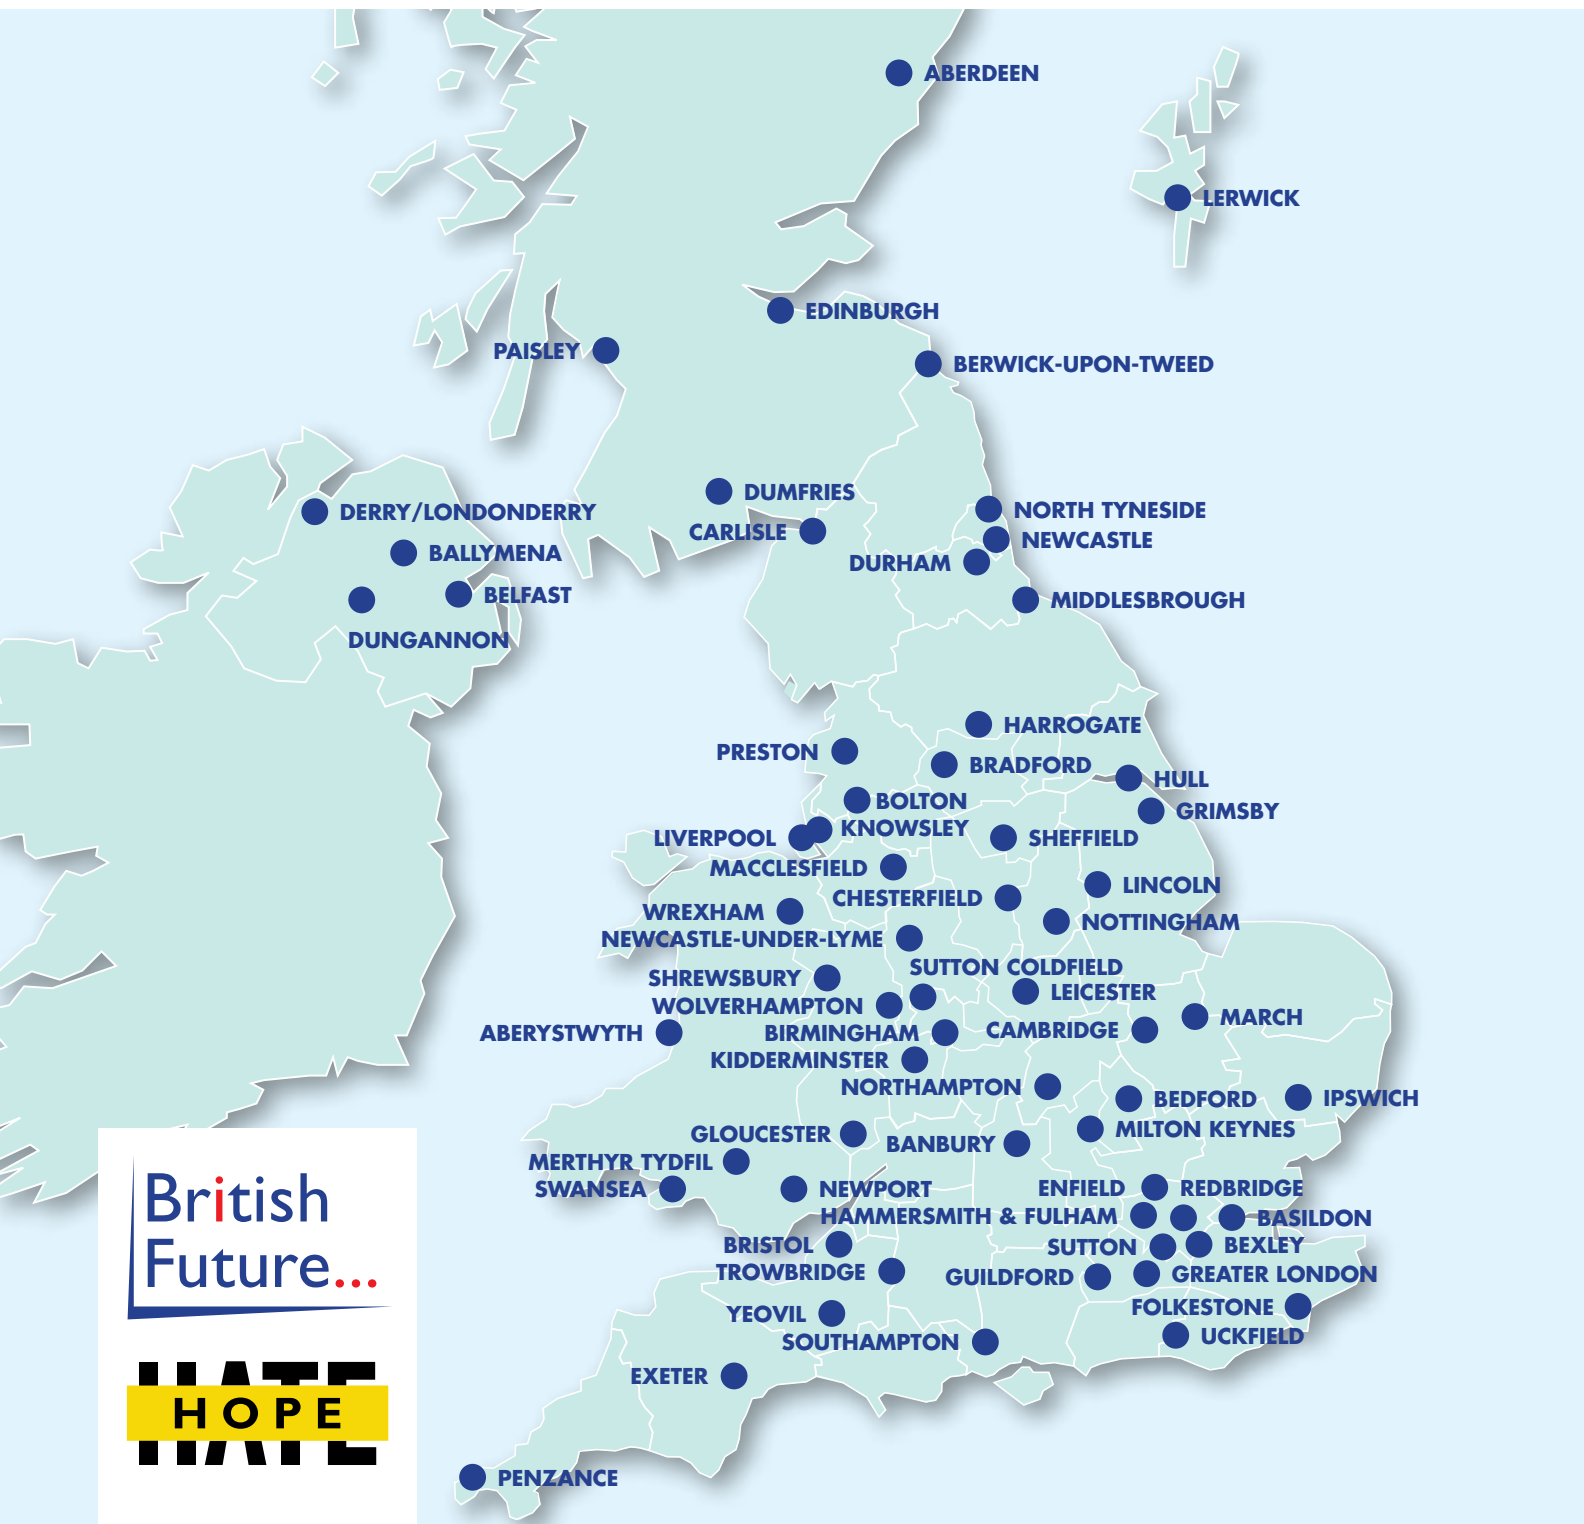 ABERDEEN
LERWICK
EDINBURGH
PAISLEY
BERWICK-UPON-TWEED
DUMFRIES
NORTH TYNESIDE
DERRY/LONDONDERRY
CARLISLE
NEWCASTLE
BALLYMENA
DURHAM
BELFAST
MIDDLESBROUGH
DUNGANNON
HARROGATE
PRESTON
BRADFORD
HULL
BOLTON
GRIMSBY
KNOWSLEY
LIVERPOOL
SHEFFIELD
MACCLESFIELD
LINCOLN
CHESTERFIELD
WREXHAM
NOTTINGHAM
NEWCASTLE-UNDER-LYME
SUTTON COLDFIELD
SHREWSBURY
LEICESTER
WOLVERHAMPTON
MARCH
ABERYSTWYTH
BIRMINGHAM
CAMBRIDGE
KIDDERMINSTER
NORTHAMPTON
BEDFORD
IPSWICH
MILTON KEYNES
GLOUCESTER
BANBURY
MERTHYR TYDFIL
SWANSEA
NEWPORT
ENFIELD
REDBRIDGE
HAMMERSMITH & FULHAM
BASILDON
BRISTOL
SUTTON
BEXLEY
TROWBRIDGE
GUILDFORD
GREATER LONDON
FOLKESTONE
YEOVIL
UCKFIELD
SOUTHAMPTON
EXETER
PENZANCE
British
Future...
HATE
HOPE